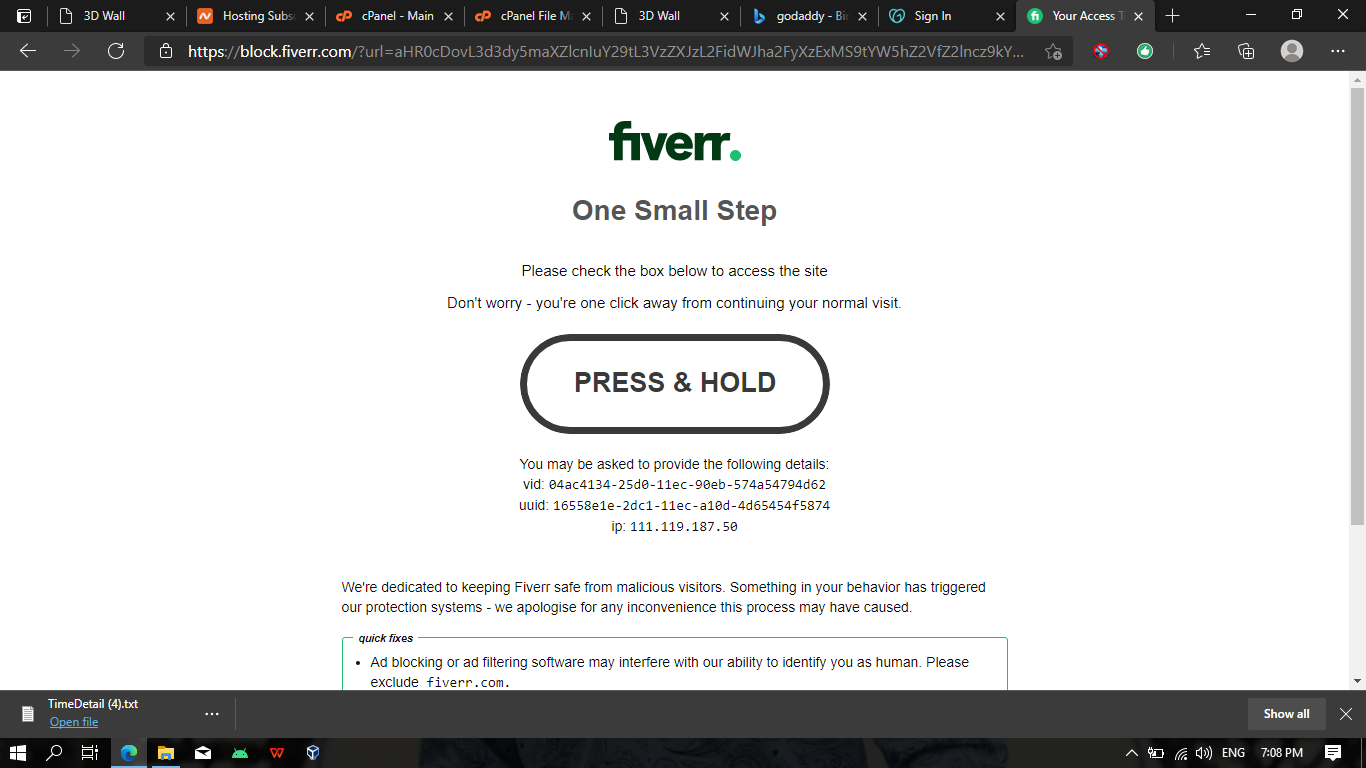 3D Wall
Hosting Subs
cPanel - Main
cPanel File M
3D Wall
godaddy - Bi
Sign In
Your Access T
https://block.fiverr.com/?url=aHR0cDovL3d3dy5maXZlcnIuY29tL3VzZXJzL2FidWJha2FyXzExMS9tYW5hZ2VfZ2lncz9kY...
fiverr.
One Small Step
Please check the box below to access the site
Don't worry - you're one click away from continuing your normal visit.
PRESS & HOLD
You may be asked to provide the following details:
vid: 04ac4134-25d0-11ec-90eb-574a54794d62
uuid: 16558e1e-2dc1-11ec-a10d-4d65454f5874
ip: 111.119.187.50
We're dedicated to keeping Fiverr safe from malicious visitors. Something in your behavior has triggered
our protection systems - we apologise for any inconvenience this process may have caused.
quick fixes
• Ad blocking or ad filtering software may interfere with our ability to identify you as human. Please
exclude fiverr.com.
TimeDetail (4).txt
Open file
Show all
ENG
7:08 PM